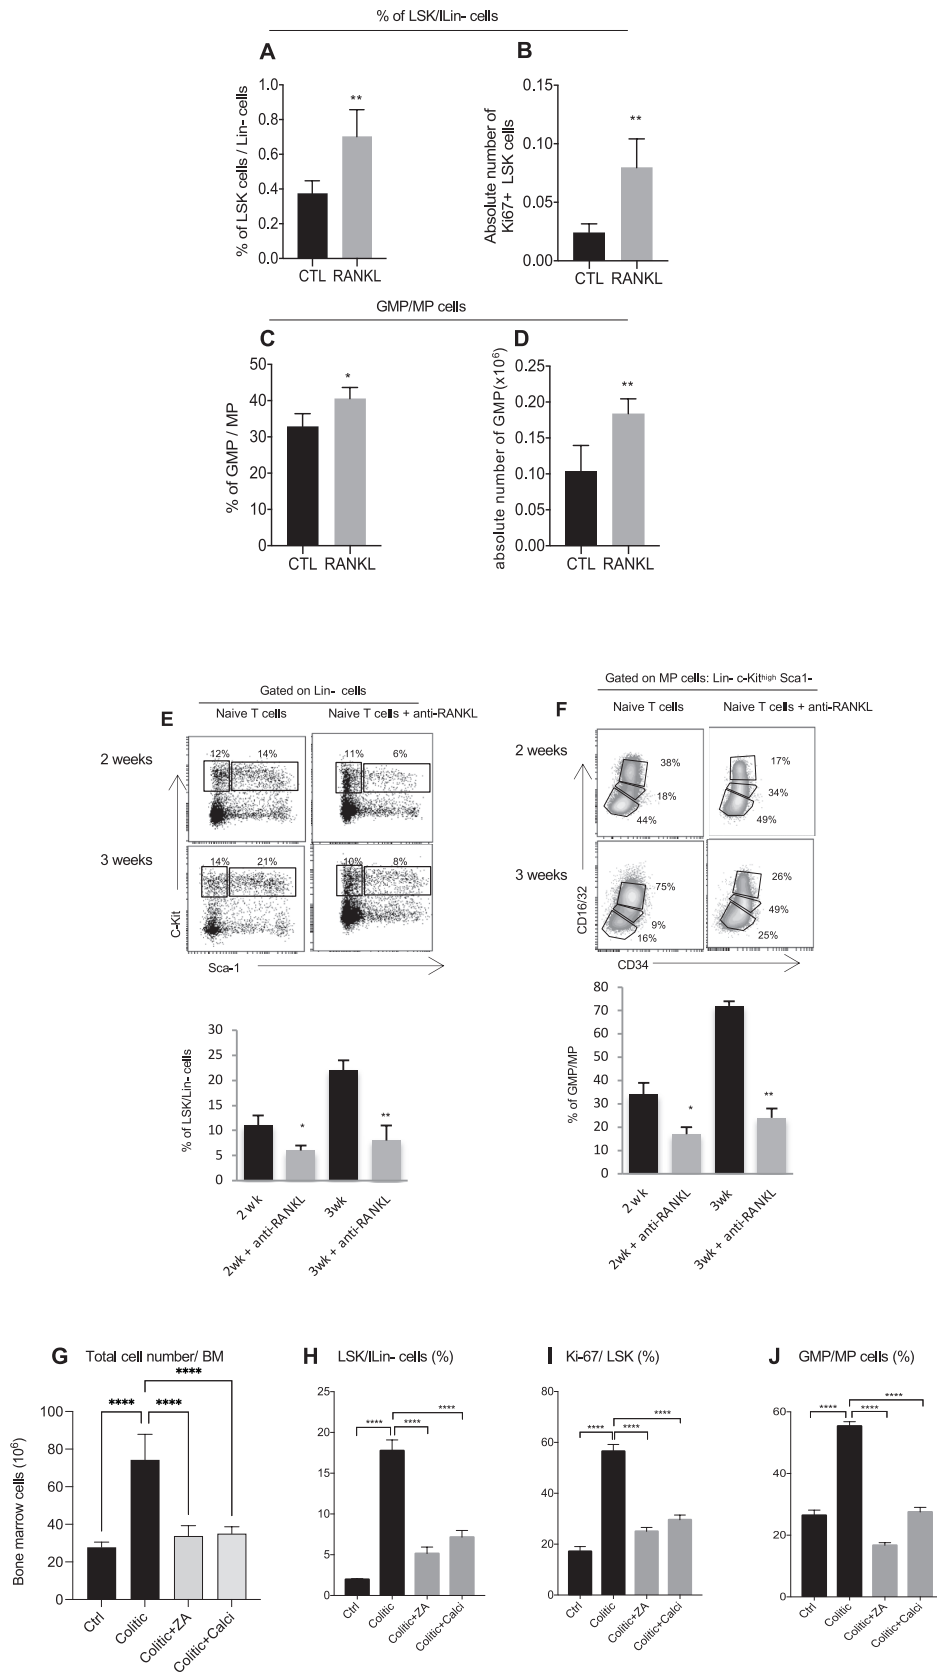 % of LSK/lLin- cells
A
% of LSK cells / Lin- cells
1.0
0.8
0.6
0.4
0.2
0.0
**
CTL RANKL
B
Absolute number of
Ki67+ LSK cells
0.15
0.10
0.05
0.00
**
CTL RANKL
GMP/MP cells
C
% of GMP / MP
50
40
30
20
10
0
*
CTL RANKL
D
absolute number of GMP(x10⁶)
0.25
0.20
0.15
0.10
0.05
0.00
**
CTL RANKL
E
Gated on Lin- cells
Naive T cells
Naive T cells + anti-RANKL
2 weeks
12% 14%
11% 6%
3 weeks
14% 21%
10% 8%
C-Kit
Sca-1
F
Gated on MP cells: Lin- c-Kitʰⁱᵍʰ Sca1-
Naive T cells
Naive T cells + anti-RANKL
2 weeks
38%
18%
44%
17%
34%
49%
3 weeks
75%
9%
16%
26%
49%
25%
CD16/32
CD34
% of LSK/Lin- cells
30
25
20
15
10
5
0
*
**
2 wk
2wk + anti-RANKL
3wk
3wk + anti-RANKL
% of GMP/MP
80
70
60
50
40
30
20
10
0
*
**
2 wk
2wk + anti-RANKL
3wk
3wk + anti-RANKL
G Total cell number/ BM
Bone marrow cells (10⁶)
100
80
60
40
20
0
****
**** ****
Ctrl
Colitic
Colitic+ZA
Colitic+Calci
H LSK/lLin- cells (%)
25
20
15
10
5
0
****
**** ****
Ctrl
Colitic
Colitic+ZA
Colitic+Calci
I Ki-67/ LSK (%)
80
60
40
20
0
****
**** ****
Ctrl
Colitic
Colitic+ZA
Colitic+Calci
J GMP/MP cells (%)
60
40
20
0
****
**** ****
Ctrl
Colitic
Colitic+ZA
Colitic+Calci